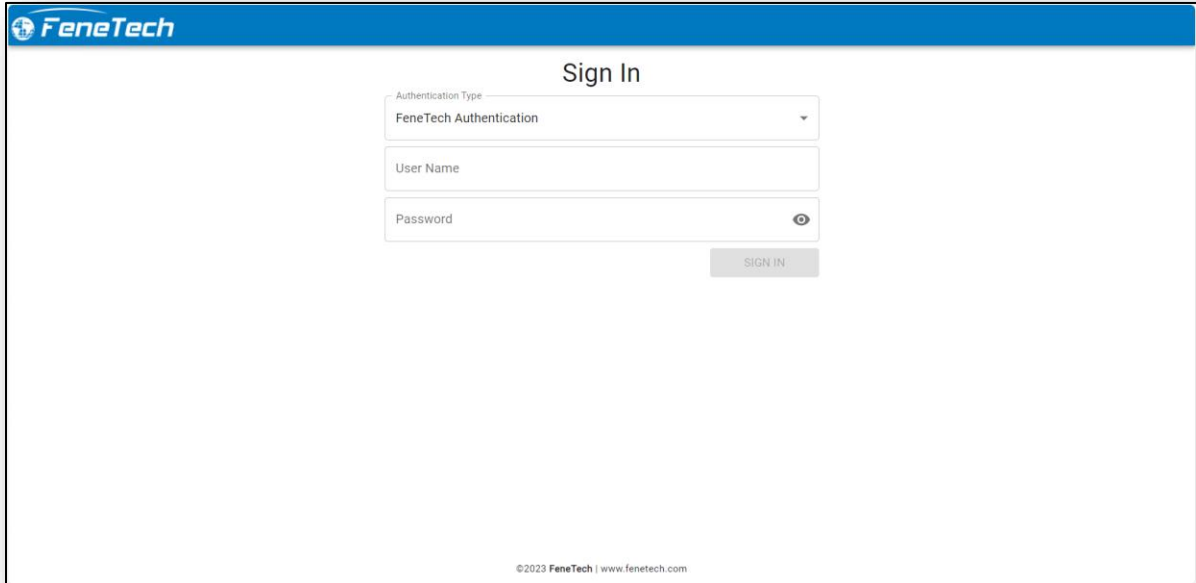 FeneTech
Sign In
Authentication Type
FeneTech Authentication
User Name
Password
SIGN IN
©2023 FeneTech | www.fenetech.com